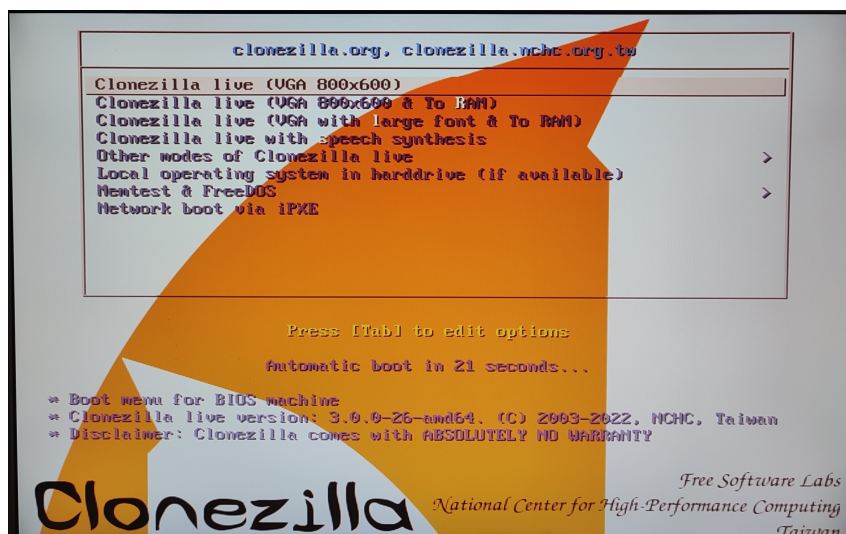 clonezilla.org, clonezilla.nchc.org.tw
Clonezilla live (VGA 800x600)
Clonezilla live (VGA 800x600 & To RAM)
Clonezilla live (VGA with large font & To RAM)
Clonezilla live with speech synthesis
Other modes of Clonezilla live >
Local operating system in harddrive (if available)
Memtest & FreeDOS >
Network boot via iPXE
Press [Tab] to edit options
Automatic boot in 21 seconds...
* Boot menu for BIOS machine
* Clonezilla live version: 3.0.0-26-amd64. (C) 2003-2022, NCHC, Taiwan
* Disclaimer: Clonezilla comes with ABSOLUTELY NO WARRANTY
Clonezilla
Free Software Labs
National Center for High-Performance Computing
Taiwan